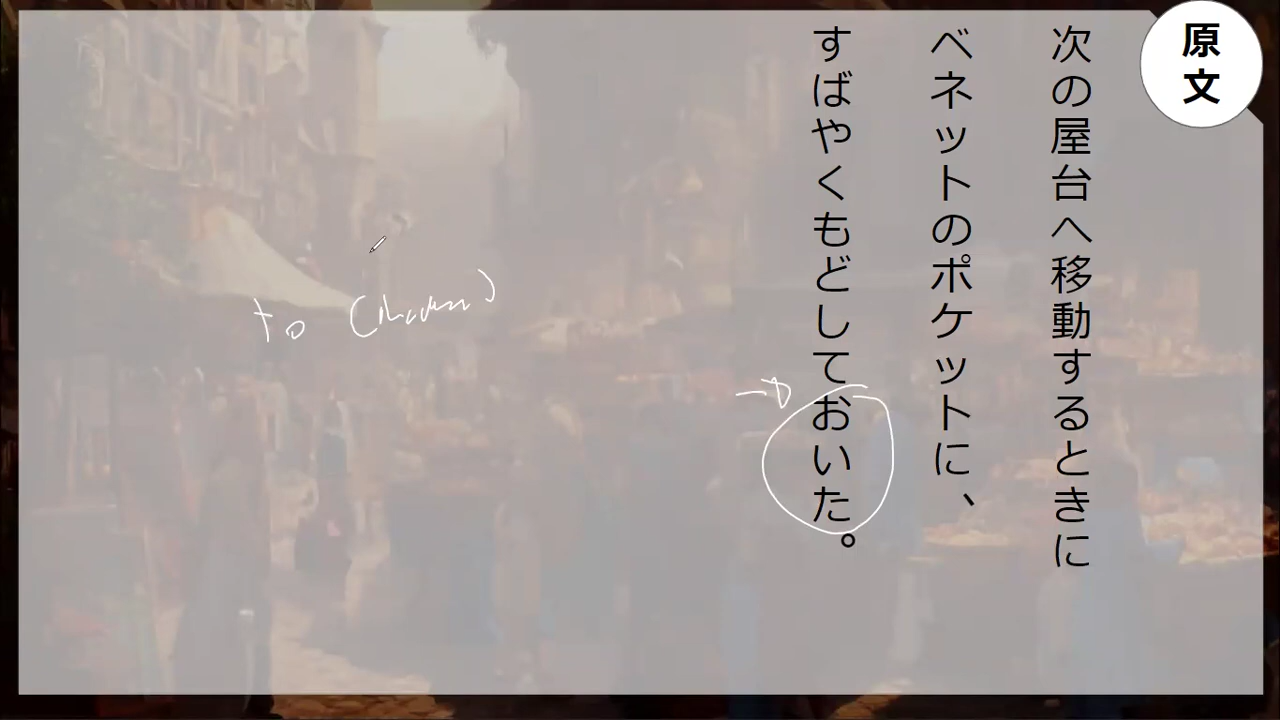 原文
次の屋台へ移動するときに
ベネットのポケットに、
すばやくもどしておいた。
to